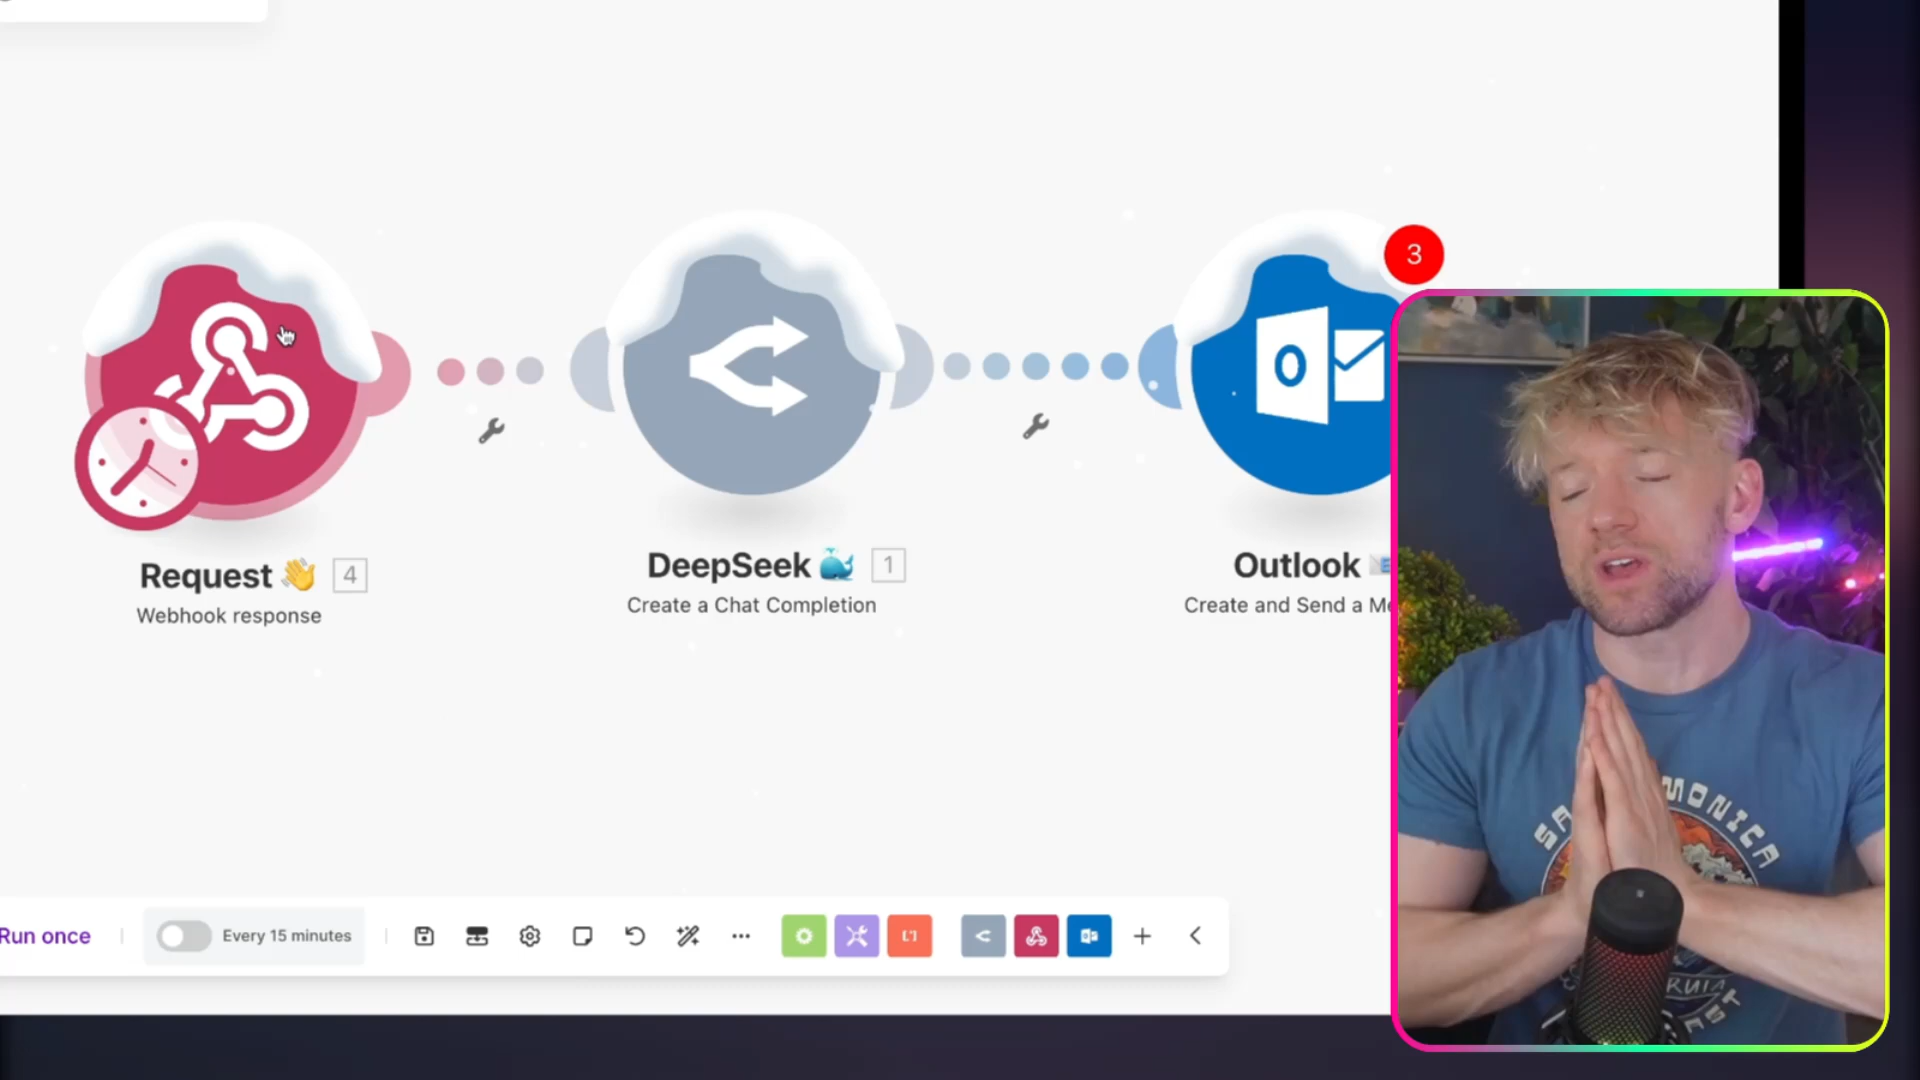 3
Request 👋 4
Webhook response
DeepSeek 🐳 1
Create a Chat Completion
Outlook
Create and Send a Me
Run once
Every 15 minutes
MONICA